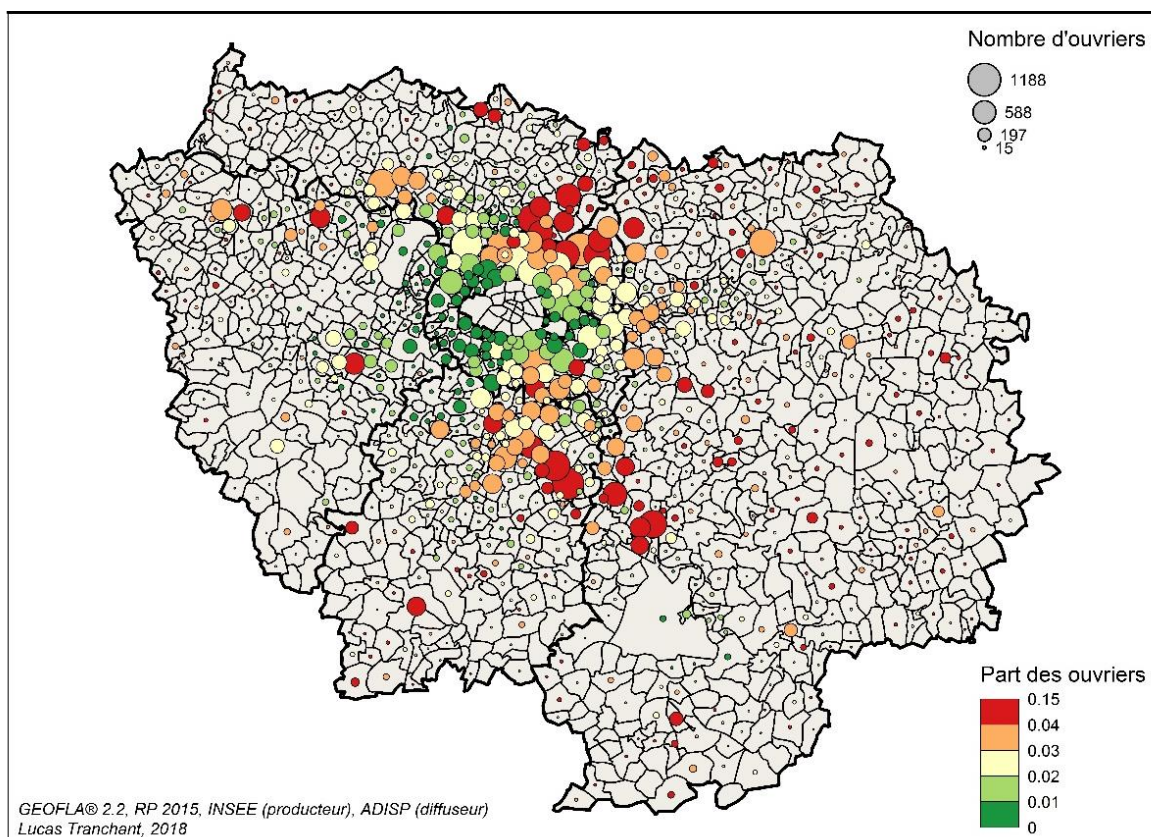 Nombre d'ouvriers
1188
588
197
15
Part des ouvriers
0.15
0.04
0.03
0.02
0.01
0
GEOFLA® 2.2, RP 2015, INSEE (producteur), ADISP (diffuseur)
Lucas Tranchant, 2018